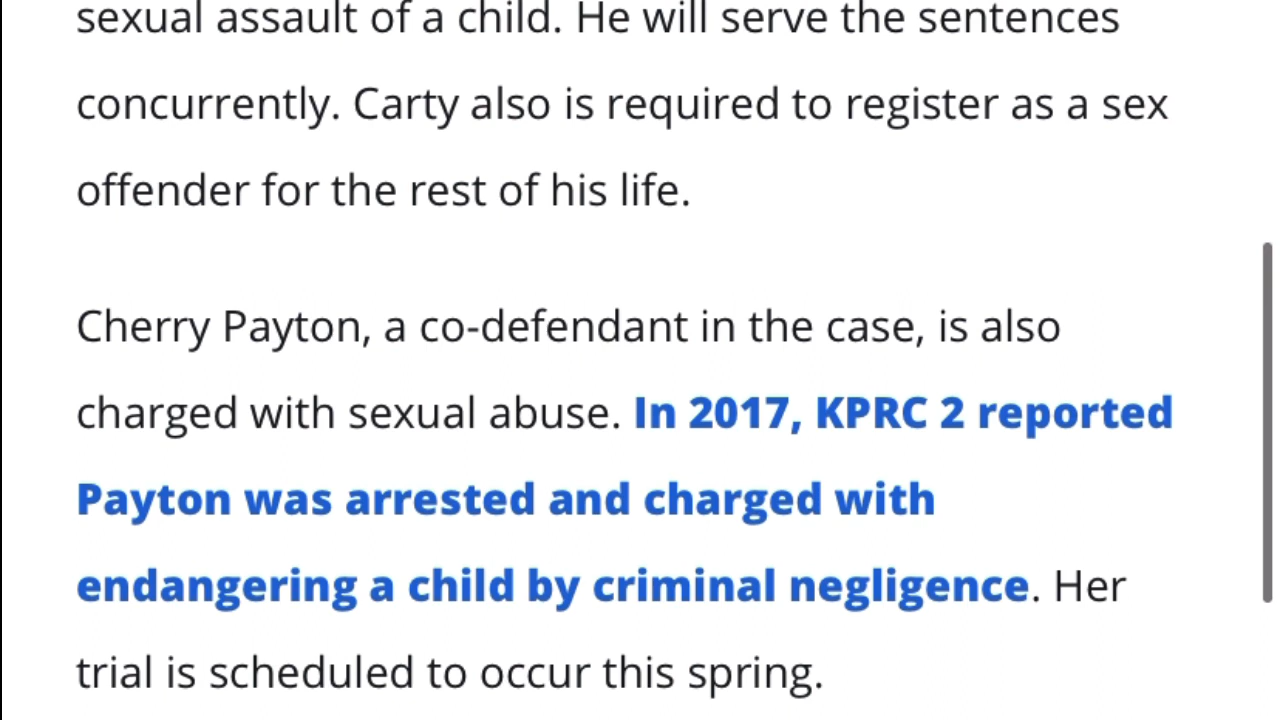 sexual assault of a child. He will serve the sentences
concurrently. Carty also is required to register as a sex
offender for the rest of his life.
Cherry Payton, a co-defendant in the case, is also
charged with sexual abuse. In 2017, KPRC 2 reported
Payton was arrested and charged with
endangering a child by criminal negligence. Her
trial is scheduled to occur this spring.